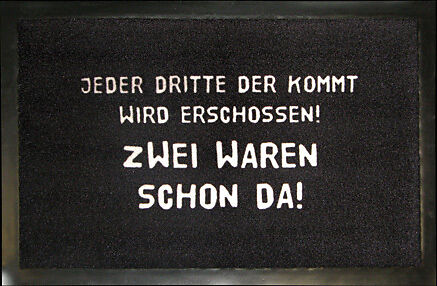 JEDER DRITTE DER KOMMT
WIRD ERSCHOSSEN!
ZWEI WAREN
SCHON DA!